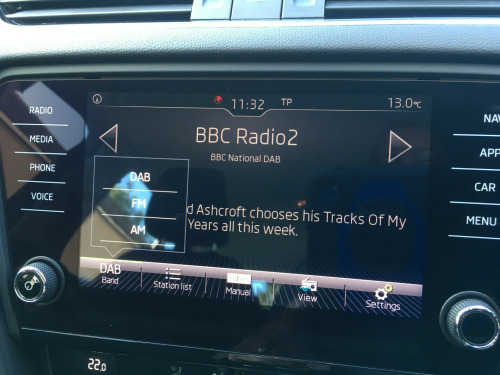 RADIO
MEDIA
PHONE
VOICE
11:32
TP
13.0°C
BBC Radio2
BBC National DAB
DAB
FM
AM
d Ashcroft chooses his Tracks Of My
Years all this week.
DAB
Band
Station list
Manual
View
Settings
NAV
APP
CAR
MENU
22.0